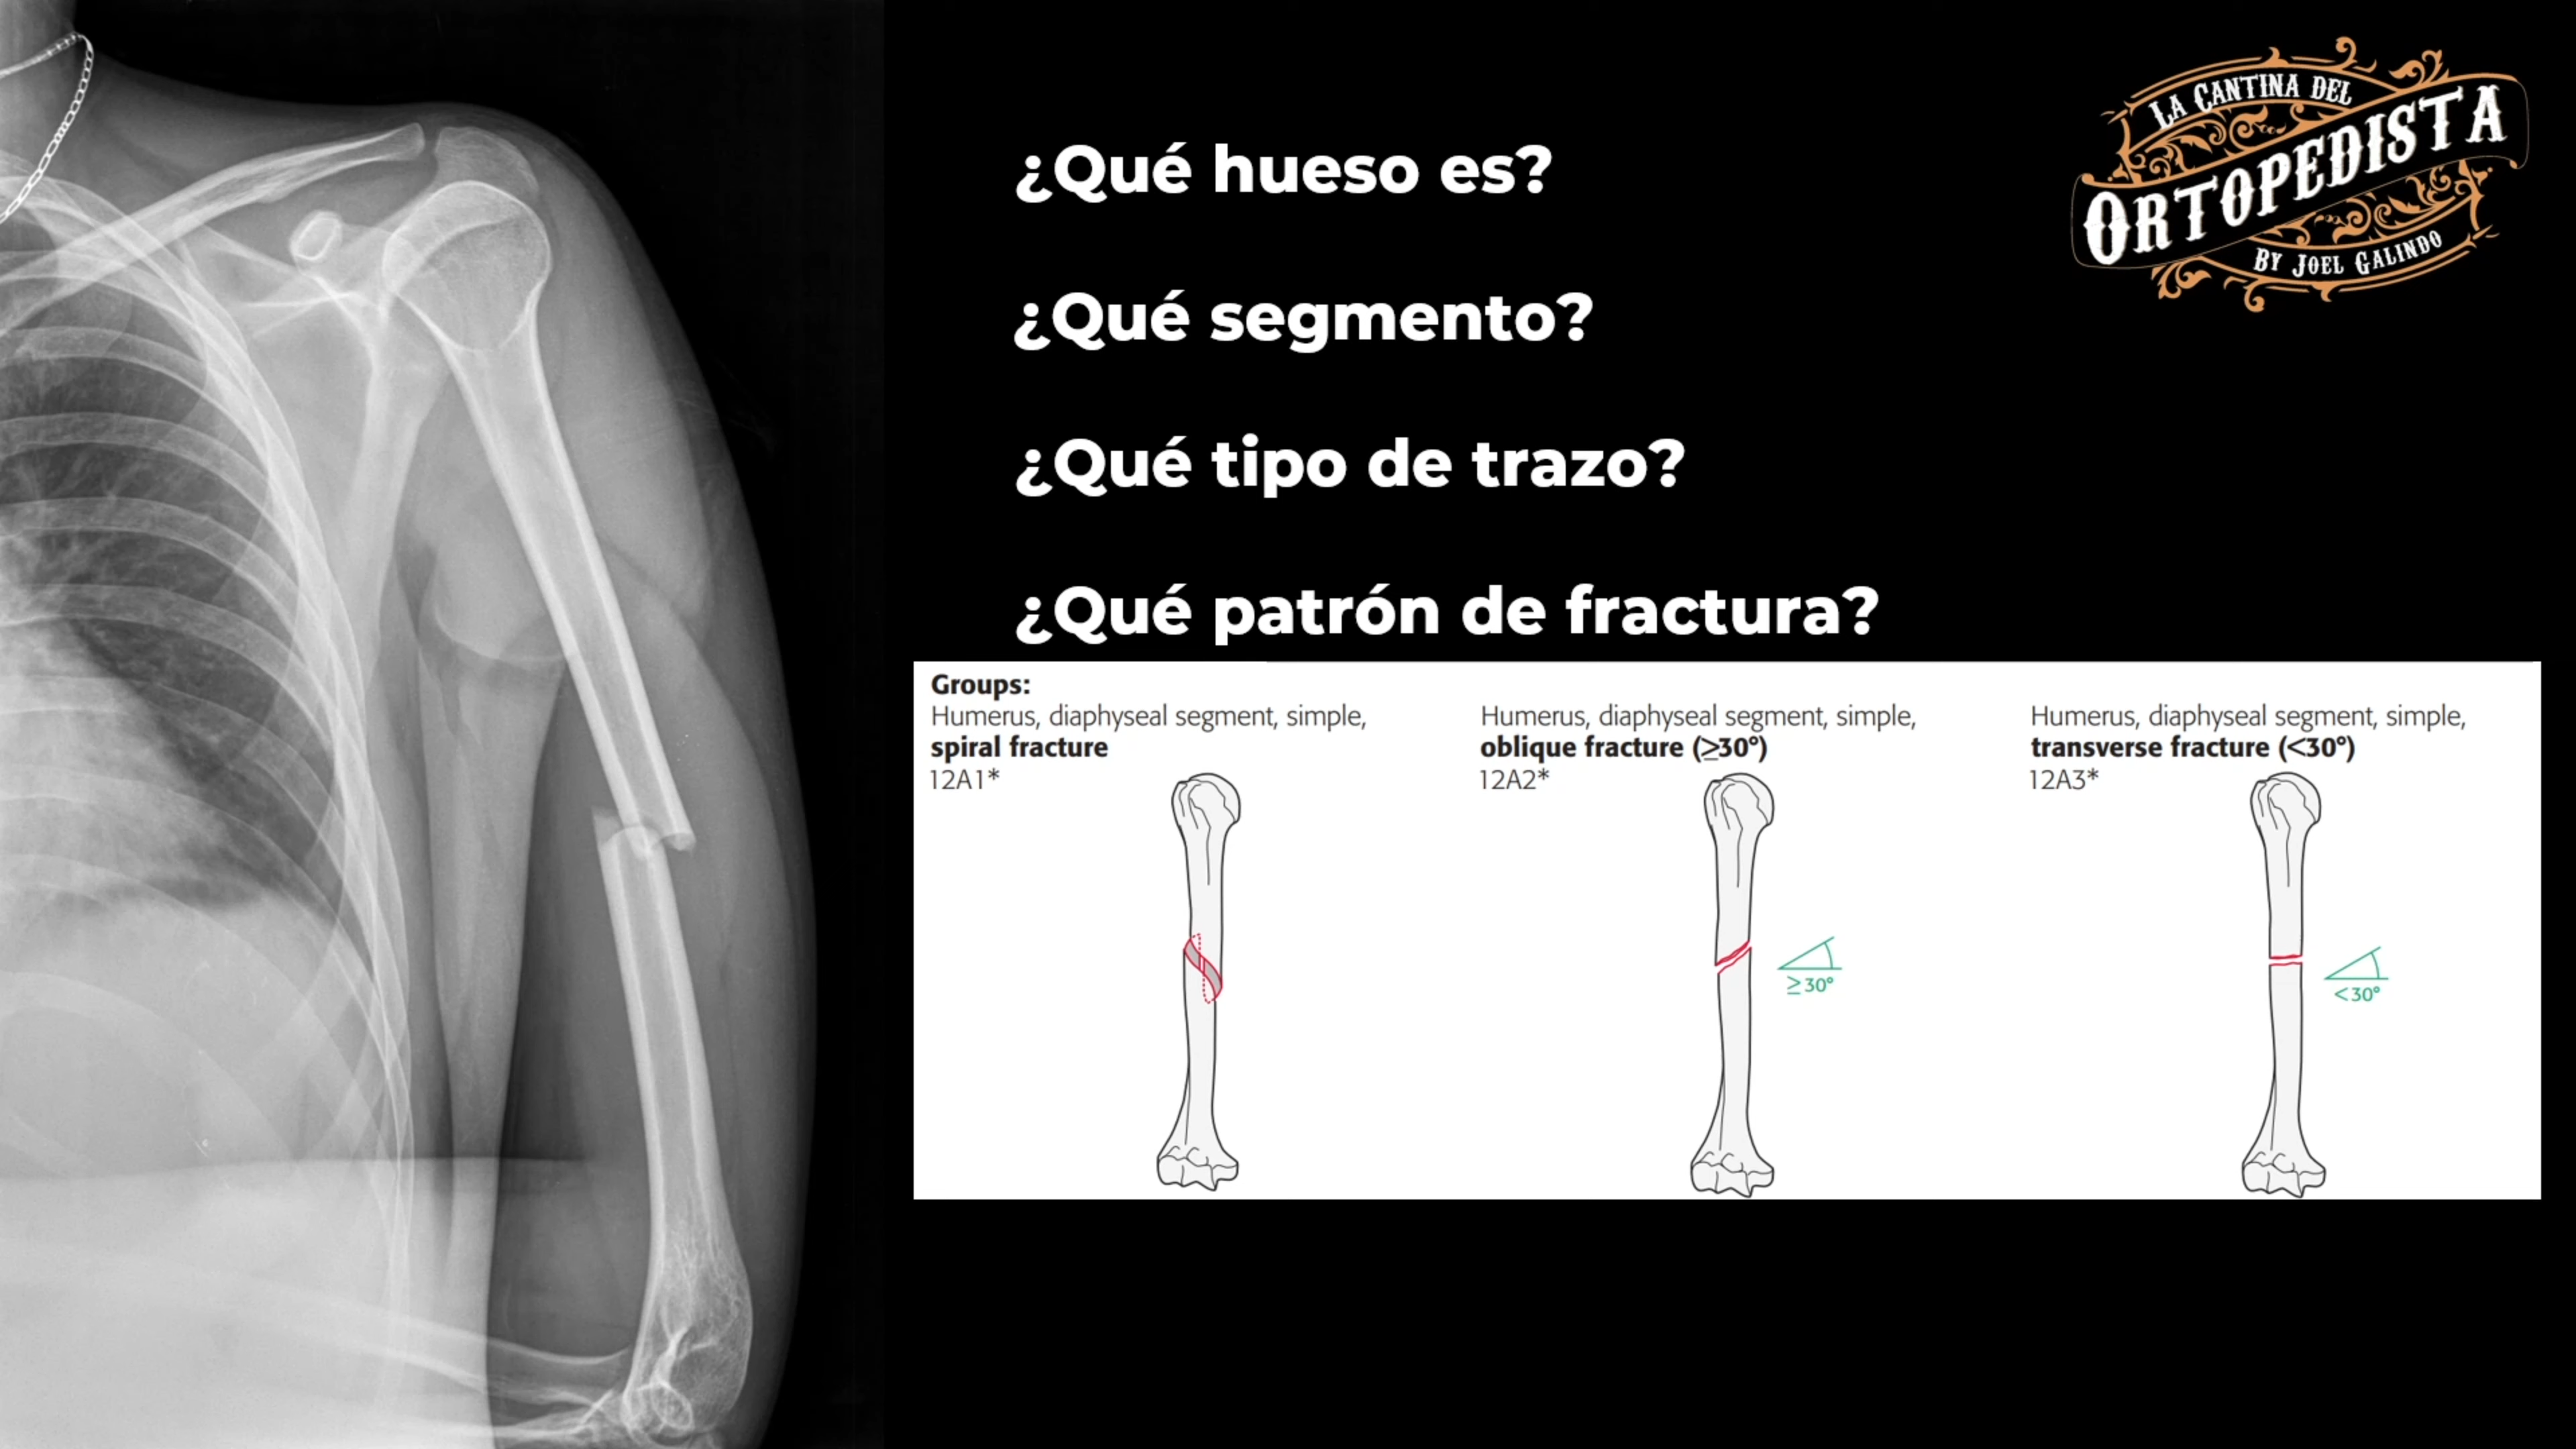 LA CANTINA DEL
ORTOPEDISTA
BY JOEL GALINDO
¿Qué hueso es?
¿Qué segmento?
¿Qué tipo de trazo?
¿Qué patrón de fractura?
Groups:
Humerus, diaphyseal segment, simple,
spiral fracture
12A1*
Humerus, diaphyseal segment, simple,
oblique fracture (≥30°)
12A2*
≥30°
Humerus, diaphyseal segment, simple,
transverse fracture (<30°)
12A3*
<30°